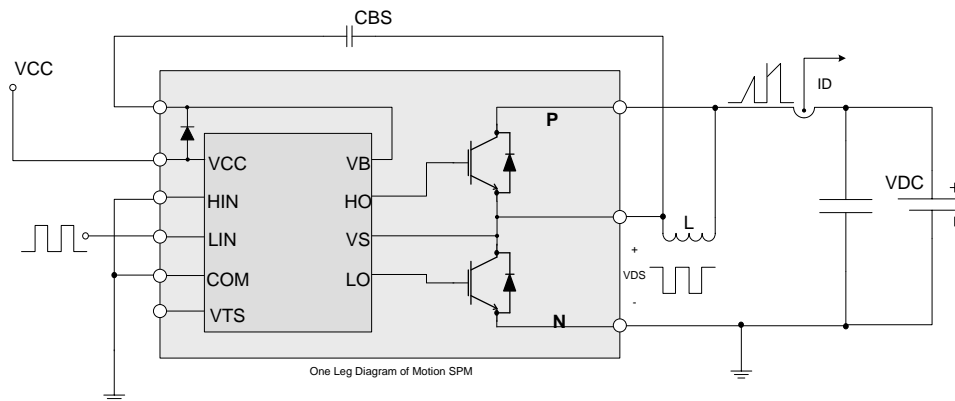 CBS
VCC
ID
P
VCC VB
VDC
HIN HO
+
L
LIN VS
+
VDS
COM LO
-
VTS
N
One Leg Diagram of Motion SPM